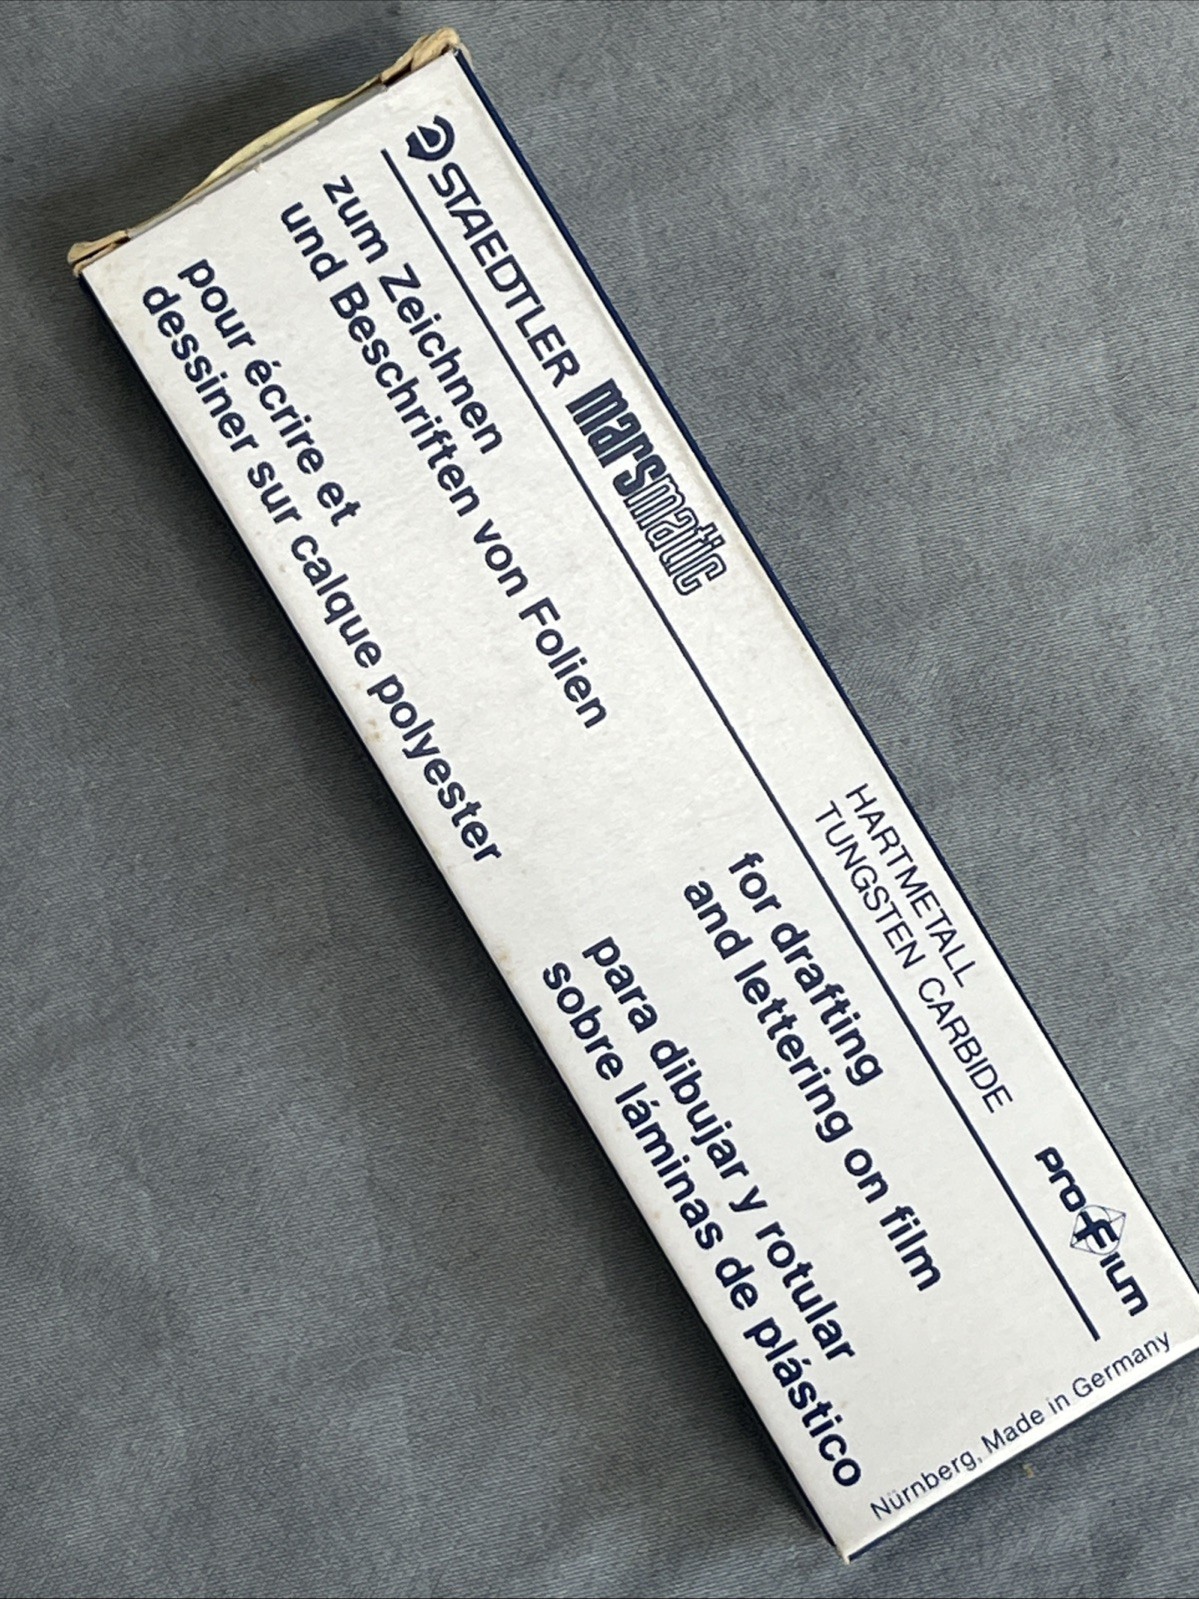 STAEDTLER marsmatic
HARTMETALL
TUNGSTEN CARBIDE
profilm
zum Zeichnen
und Beschriften von Folien
for drafting
and lettering on film
pour écrire et
dessiner sur calque polyester
para dibujar y rotular
sobre láminas de plástico
Nürnberg, Made in Germany